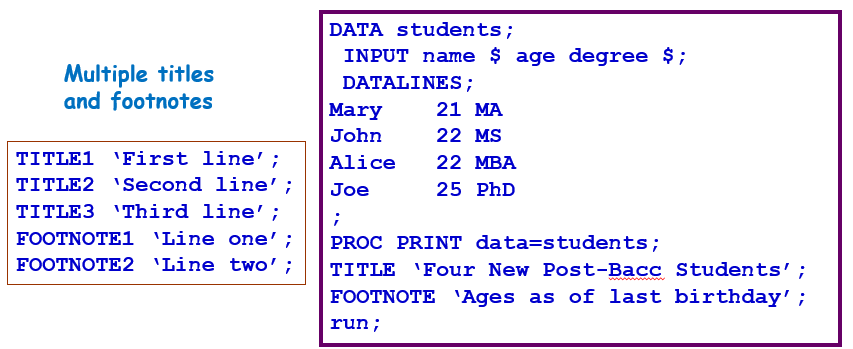 Multiple titles
and footnotes
TITLE1 ‘First line’;
TITLE2 ‘Second line’;
TITLE3 ‘Third line’;
FOOTNOTE1 ‘Line one’;
FOOTNOTE2 ‘Line two’;
DATA students;
INPUT name $ age degree $;
DATALINES;
Mary 21 MA
John 22 MS
Alice 22 MBA
Joe 25 PhD
;
PROC PRINT data=students;
TITLE ‘Four New Post-Bacc Students’;
FOOTNOTE ‘Ages as of last birthday’;
run;